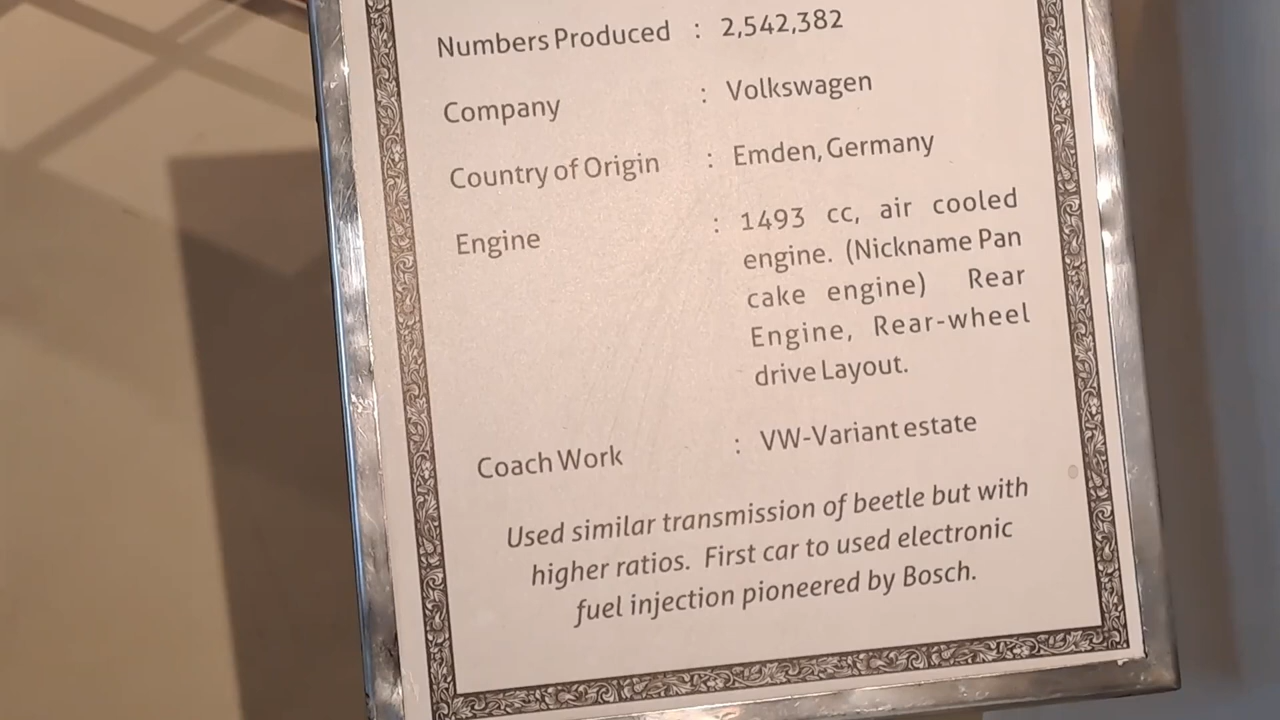 Numbers Produced : 2,542,382
Company : Volkswagen
Country of Origin : Emden, Germany
Engine : 1493 cc, air cooled
engine. (Nickname Pan
cake engine) Rear
Engine, Rear-wheel
drive Layout.
Coach Work : VW-Variant estate
Used similar transmission of beetle but with
higher ratios. First car to used electronic
fuel injection pioneered by Bosch.